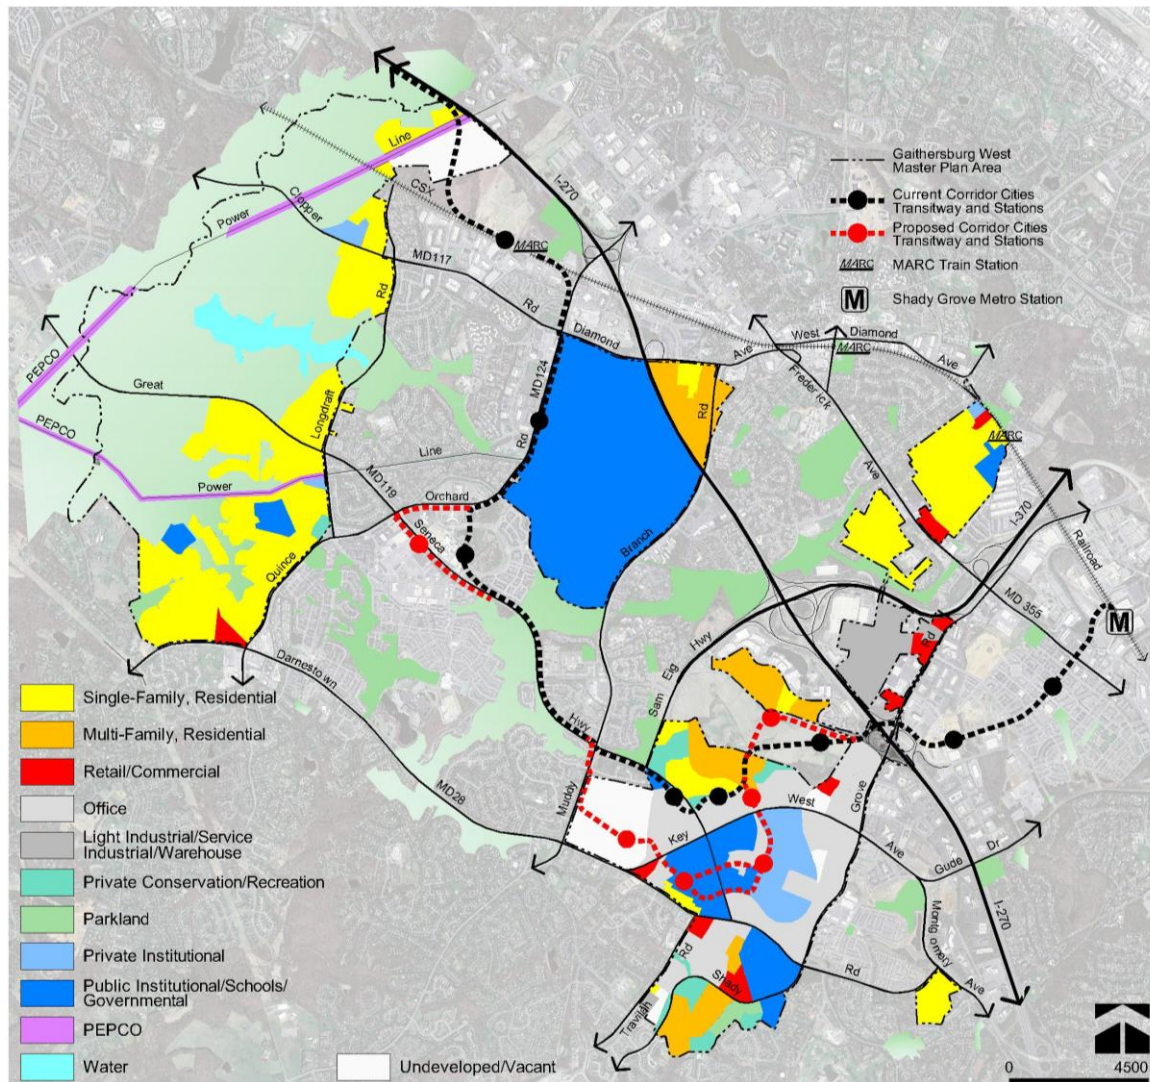 Line
CSX
I-270
Power
Copper
MARC
MD117
Rd
Rd
Diamond
Ave
West
Diamond
Ave
MARC
Frederick
Ave
Rd
PEPCO
Great
MD124
Rd
Longdraft
PEPCO
Power
Line
MD119
Orchard
Seneca
Quince
Branch
MARC
I-370
Railroad
MD 355
M
Rd
Hwy
Eig
Sam
Hwy
Darnestown
MD28
Muddy
West
Key
Grove
Ave
Gude
Dr
I-270
Montgomery
Ave
Rd
Rd
Shady
Travilah
Gaithersburg West
Master Plan Area
Current Corridor Cities
Transitway and Stations
Proposed Corridor Cities
Transitway and Stations
MARC MARC Train Station
M Shady Grove Metro Station
Single-Family, Residential
Multi-Family, Residential
Retail/Commercial
Office
Light Industrial/Service
Industrial/Warehouse
Private Conservation/Recreation
Parkland
Private Institutional
Public Institutional/Schools/
Governmental
PEPCO
Water
Undeveloped/Vacant
0 4500